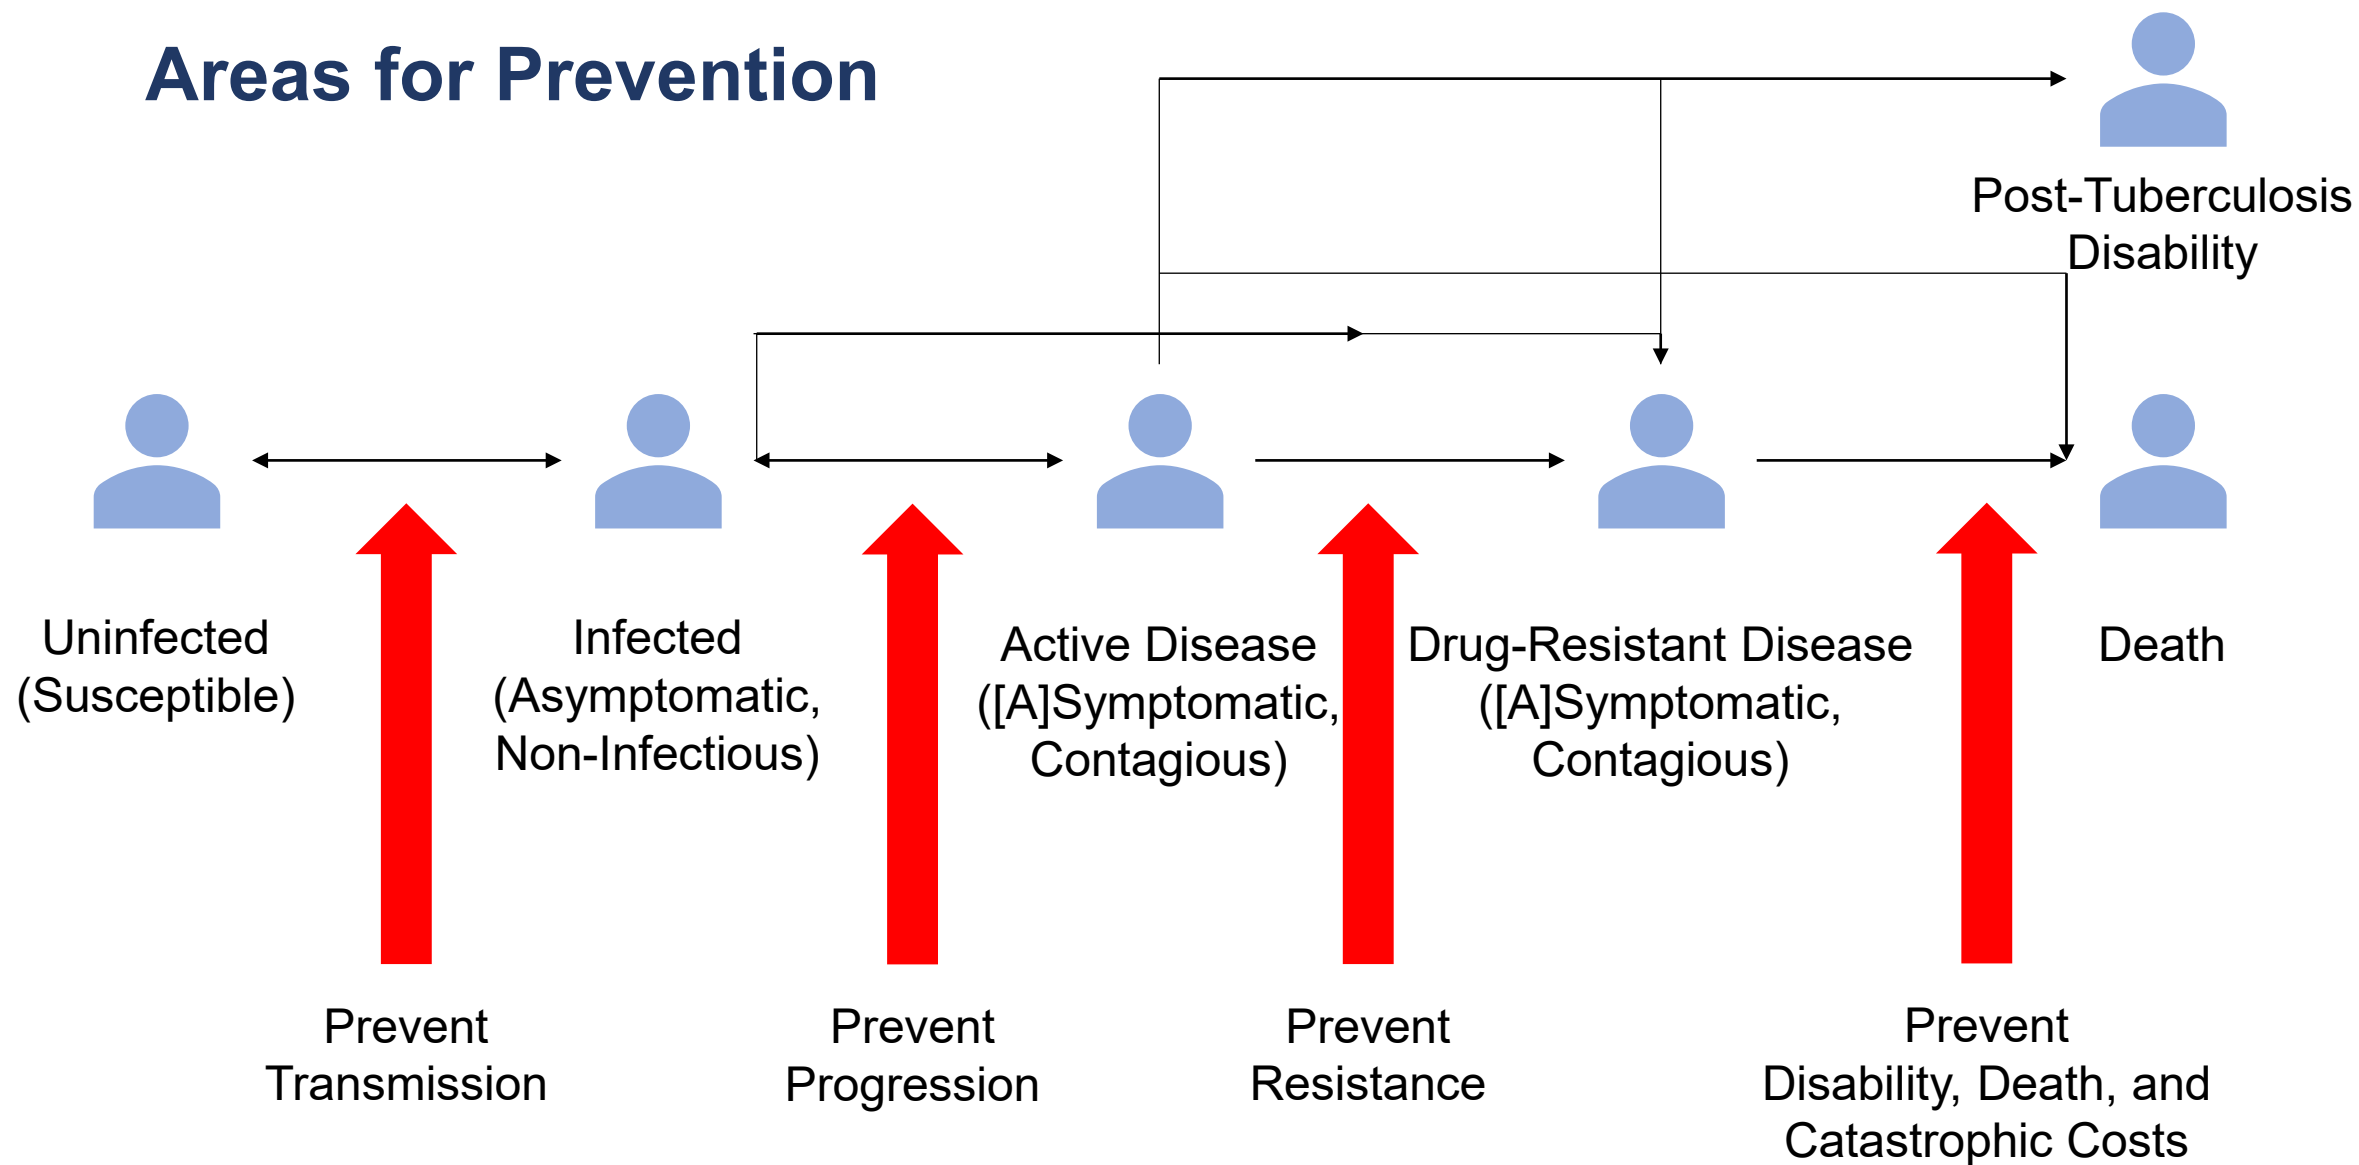 Areas for Prevention
Post-Tuberculosis
Disability
Uninfected
(Susceptible)
Infected
(Asymptomatic,
Non-Infectious)
Active Disease
([A]Symptomatic,
Contagious)
Drug-Resistant Disease
([A]Symptomatic,
Contagious)
Death
Prevent
Transmission
Prevent
Progression
Prevent
Resistance
Prevent
Disability, Death, and
Catastrophic Costs